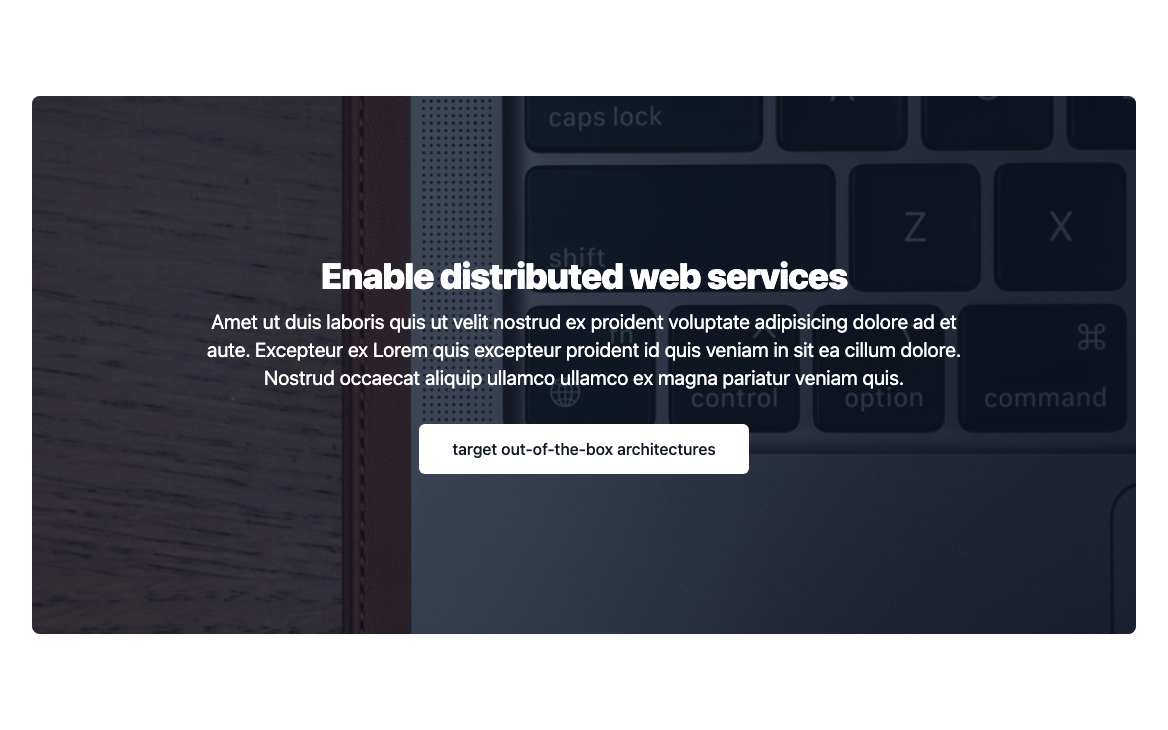 caps lock
Z
X
shift
Enable distributed web services
Amet ut duis laboris quis ut velit nostrud ex proident voluptate adipisicing dolore ad et
aute. Excepteur ex Lorem quis excepteur proident id quis veniam in sit ea cillum dolore.
Nostrud occaecat aliquip ullamco ullamco ex magna pariatur veniam quis.
control
option
command
target out-of-the-box architectures